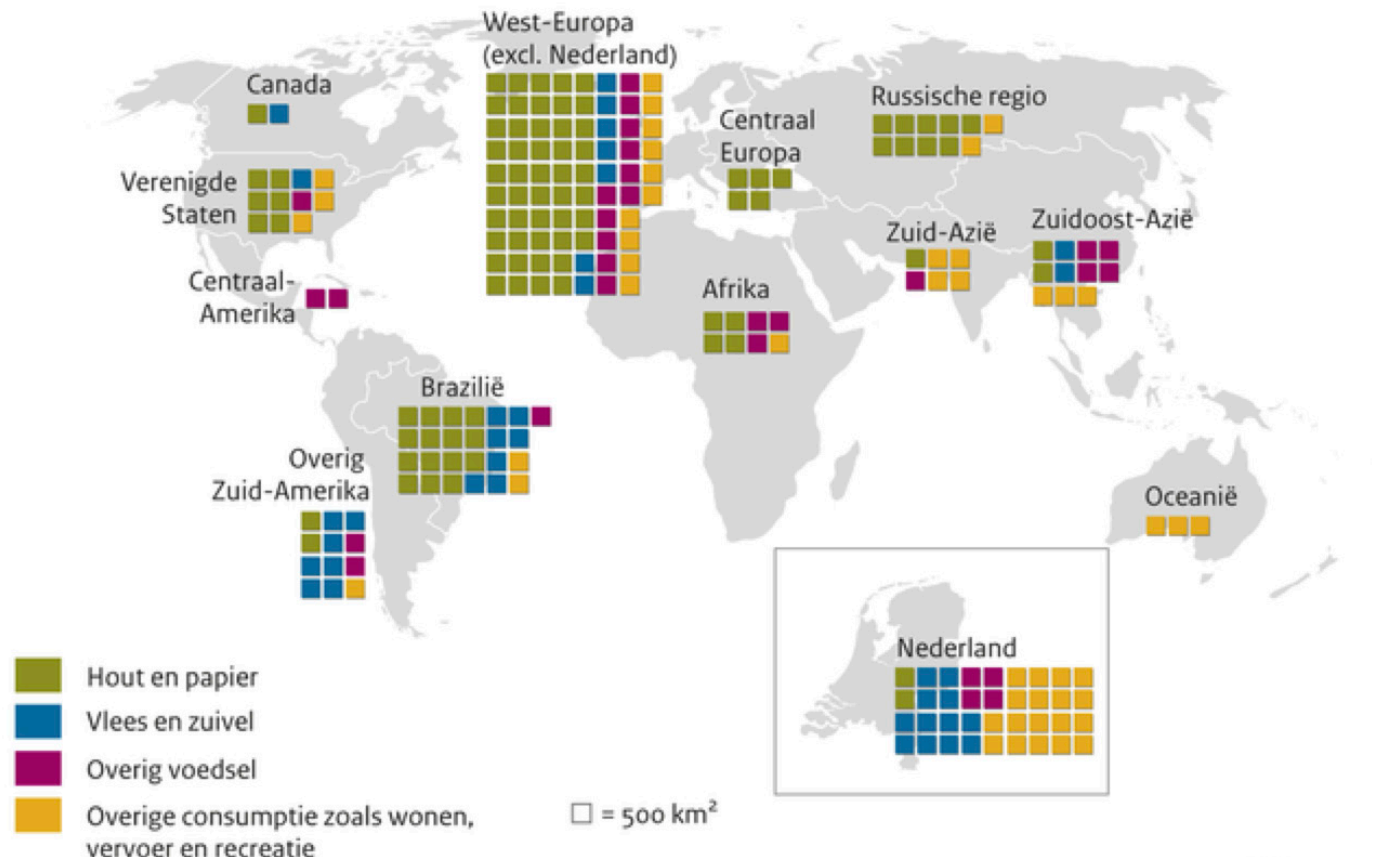 West-Europa
(excl. Nederland)
Canada
Russische regio
Centraal
Europa
Verenigde
Staten
Zuid-Azië
Zuidoost-Azië
Centraal-
Amerika
Afrika
Brazilië
Overig
Zuid-Amerika
Oceanië
Nederland
Hout en papier
Vlees en zuivel
Overig voedsel
Overige consumptie zoals wonen,
vervoer en recreatie
= 500 km²